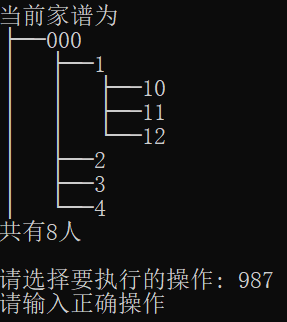 当前家谱为
├──000
│   ├──1
│   │   ├──10
│   │   ├──11
│   │   └──12
│   ├──2
│   ├──3
│   └──4
共有8人
请选择要执行的操作: 987
请输入正确操作